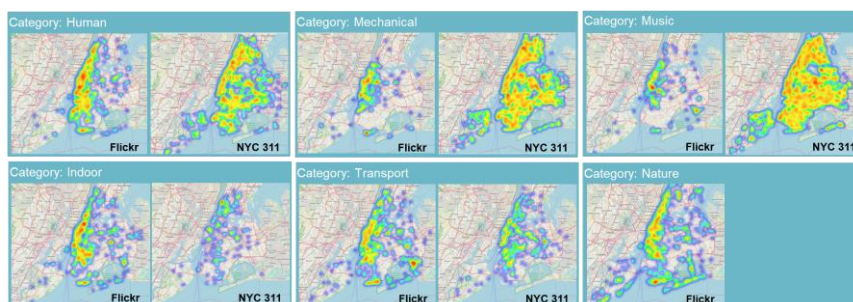 Category: Human
Flickr
NYC 311
Category: Mechanical
Flickr
NYC 311
Category: Music
Flickr
NYC 311
Category: Indoor
Flickr
NYC 311
Category: Transport
Flickr
NYC 311
Category: Nature
Flickr